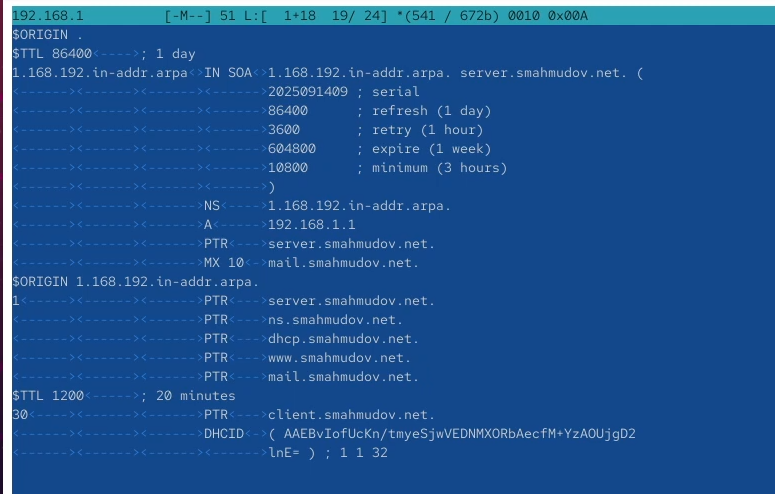 192.168.1 [-M--] 51 L:[ 1+18 19/ 24] *(541 / 672b) 0010 0x00A
$ORIGIN .
$TTL 86400<---->; 1 day
1.168.192.in-addr.arpa<>IN SOA<>1.168.192.in-addr.arpa. server.smahmudov.net. (
<------><------><------><------>2025091409 ; serial
<------><------><------><------>86400 ; refresh (1 day)
<------><------><------><------>3600 ; retry (1 hour)
<------><------><------><------>604800 ; expire (1 week)
<------><------><------><------>10800 ; minimum (3 hours)
<------><------><------><------>)
<------><------><------>NS<---->1.168.192.in-addr.arpa.
<------><------><------>A<----->192.168.1.1
<------><------><------>PTR<--->server.smahmudov.net.
<------><------><------>MX 10<->mail.smahmudov.net.
$ORIGIN 1.168.192.in-addr.arpa.
1<-----><------><------>PTR<--->server.smahmudov.net.
<------><------><------>PTR<--->ns.smahmudov.net.
<------><------><------>PTR<--->dhcp.smahmudov.net.
<------><------><------>PTR<--->www.smahmudov.net.
<------><------><------>PTR<--->mail.smahmudov.net.
$TTL 1200<----->; 20 minutes
30<----><------><------>PTR<--->client.smahmudov.net.
<------><------><------>DHCID<->( AAEBvIofUcKn/tmyeSjwVEDNMXORbAecfM+YzAOUjgD2
<------><------><------><------>lnE= ) ; 1 1 32